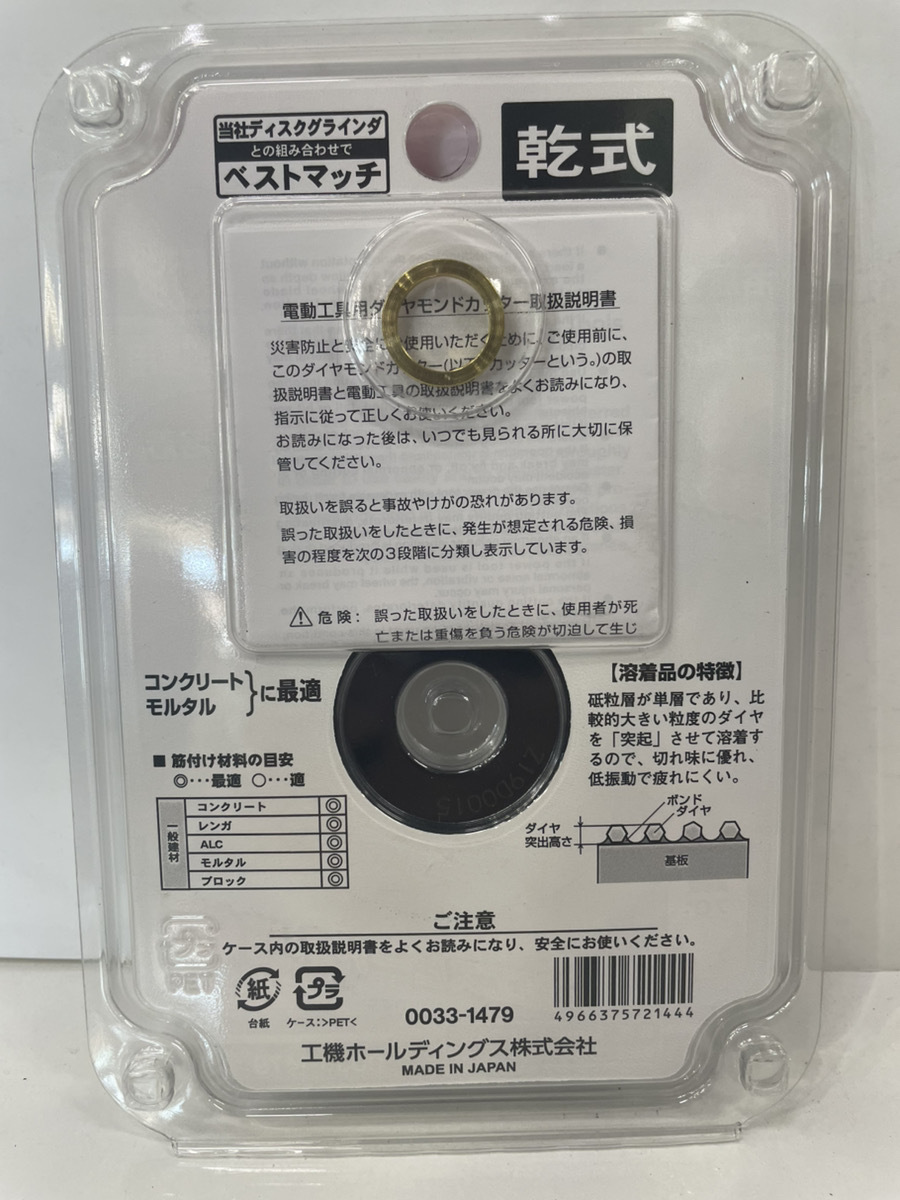 当社ディスクグラインダ
との組み合わせで
ベストマッチ
乾式
電動工具用ダイヤモンドカッター取扱説明書
災害防止と安全に使用いただくために、ご使用前に、
このダイヤモンドカッター(以下、カッターという。)の取
扱説明書と電動工具の取扱説明書をよくお読みになり、
指示に従って正しくお使いください。
お読みになった後は、いつでも見られる所に大切に保
管してください。
取扱いを誤ると事故やけがの恐れがあります。
誤った取扱いをしたときに、発生が想定される危険、損
害の程度を次の3段階に分類し表示しています。
⚠ 危険： 誤った取扱いをしたときに、使用者が死
亡または重傷を負う危険が切迫して生じ
コンクリート
モルタル
}に最適
■ 筋付け材料の目安
◎･･･最適 ○･･･適
一般建材
コンクリート ◎
レンガ ◎
ALC ◎
モルタル ◎
ブロック ◎
【溶着品の特徴】
砥粒層が単層であり、比
較的大きい粒度のダイヤ
を「突起」させて溶着す
るので、切れ味に優れ、
低振動で疲れにくい。
ボンド
ダイヤ
ダイヤ
突出高さ
基板
ご注意
ケース内の取扱説明書をよくお読みになり、安全にお使いください。
紙
台紙
プラ
ケース:>PET<
0033-1479
4966375721444
工機ホールディングス株式会社
MADE IN JAPAN